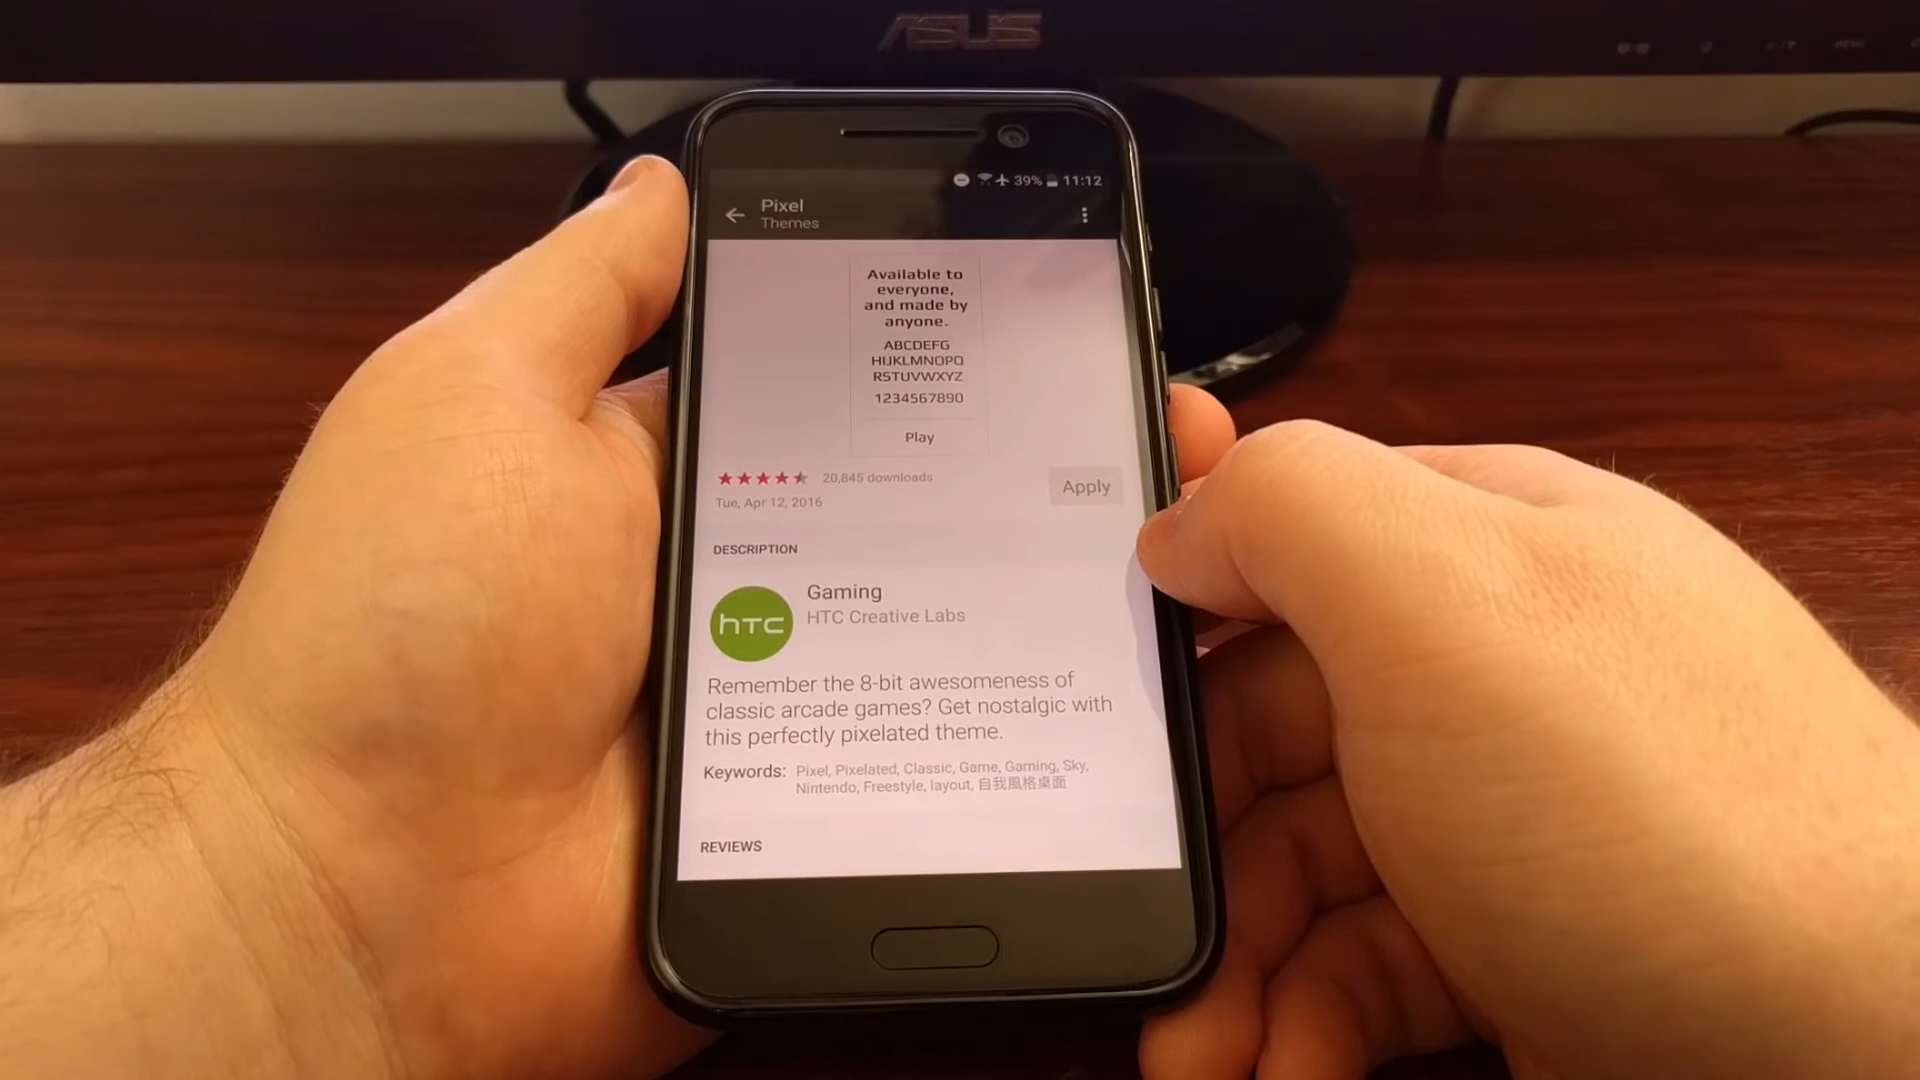 ASUS
39% 11:12
Pixel
Themes
Available to
everyone,
and made by
anyone.
ABCDEFG
HIJKLMNOPQ
RSTUVWXYZ
1234567890
Play
20,845 downloads
Tue, Apr 12, 2016
Apply
DESCRIPTION
hTC
Gaming
HTC Creative Labs
Remember the 8-bit awesomeness of
classic arcade games? Get nostalgic with
this perfectly pixelated theme.
Keywords: Pixel, Pixelated, Classic, Game, Gaming, Sky,
Nintendo, Freestyle, layout, 自我風格桌面
REVIEWS